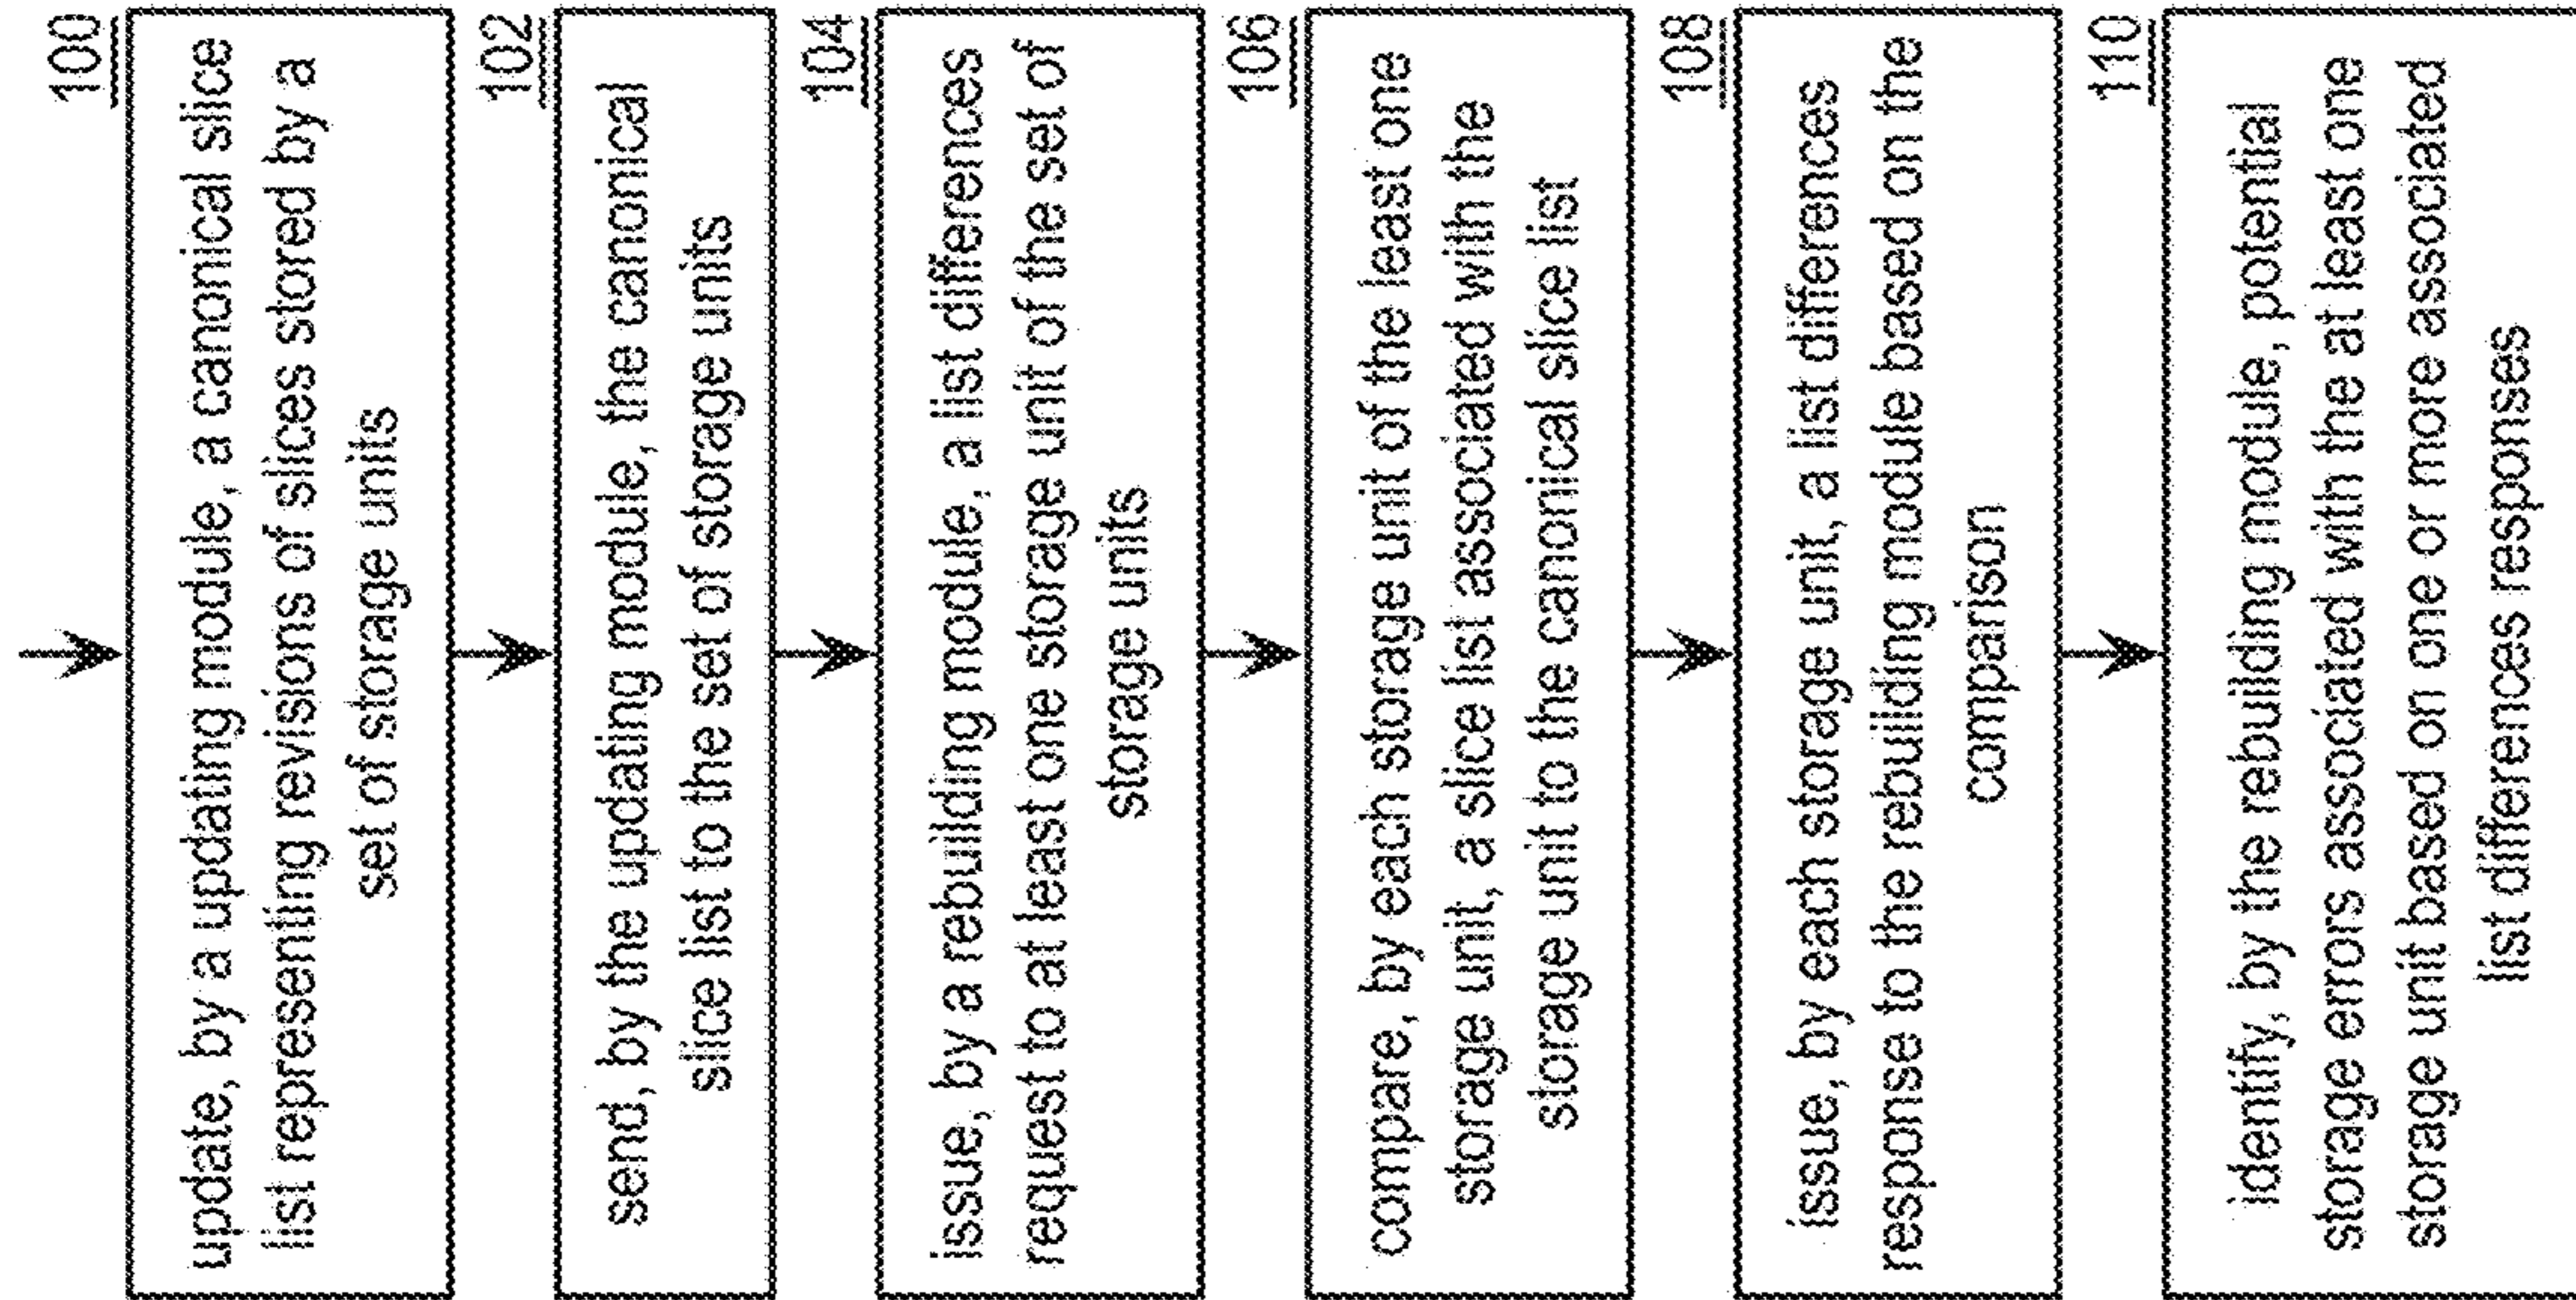 100
update, by a updating module, a canonical slice
list representing revisions of slices stored by a
set of storage units
102
send, by the updating module, the canonical
slice list to the set of storage units
104
issue, by a rebuilding module, a list differences
request to at least one storage unit of the set of
storage units
106
compare, by each storage unit of the least one
storage unit, a slice list associated with the
storage unit to the canonical slice list
108
issue, by each storage unit, a list differences
response to the rebuilding module based on the
comparison
110
identify, by the rebuilding module, potential
storage errors associated with the at least one
storage unit based on one or more associated
list differences responses